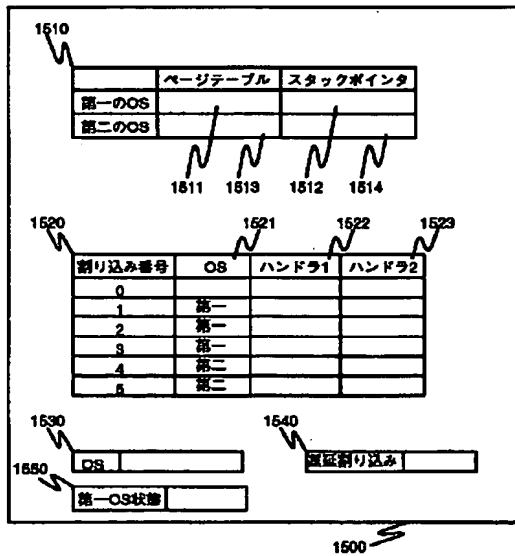 1510
ページテーブル スタックポインタ
第一のOS
第二のOS
1511 1513 1512 1514
1520 1521 1522 1523
割り込み番号 OS ハンドラ1 ハンドラ2
0
1 第一
2 第一
3 第一
4 第二
5 第二
1530 1540
OS 遅延割り込み
1550
第一OS状態
1500